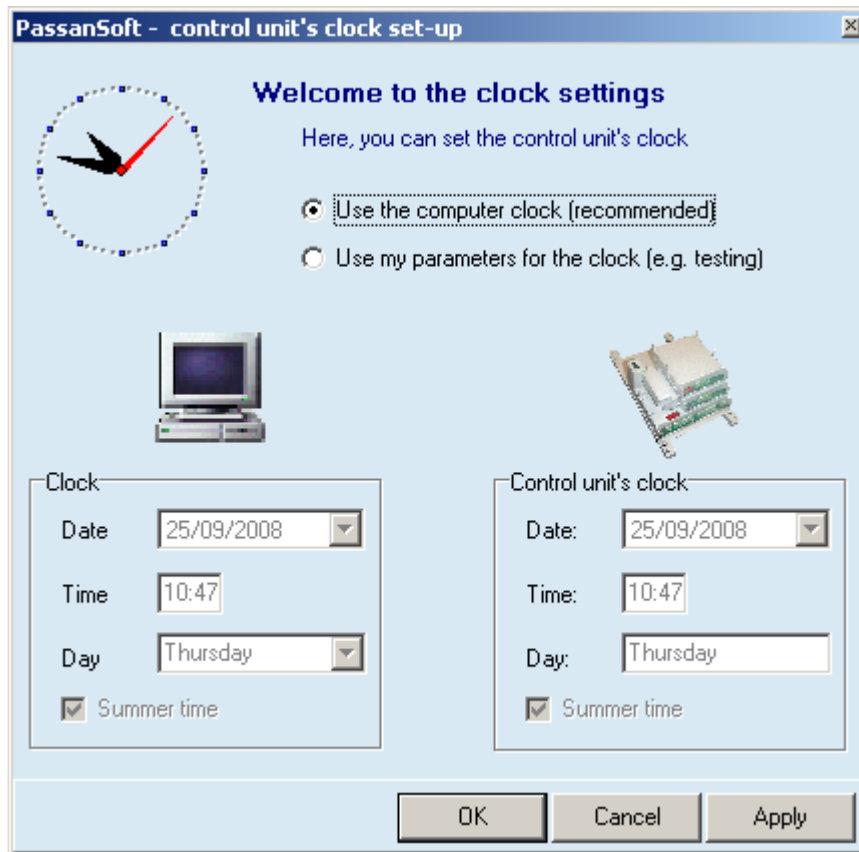 PassanSoft -  control unit's clock set-up
Welcome to the clock settings
Here, you can set the control unit's clock
Use the computer clock (recommended)
Use my parameters for the clock (e.g. testing)
Clock
Date 25/09/2008
Time 10:47
Day Thursday
Summer time
Control unit's clock
Date: 25/09/2008
Time: 10:47
Day: Thursday
Summer time
OK Cancel Apply